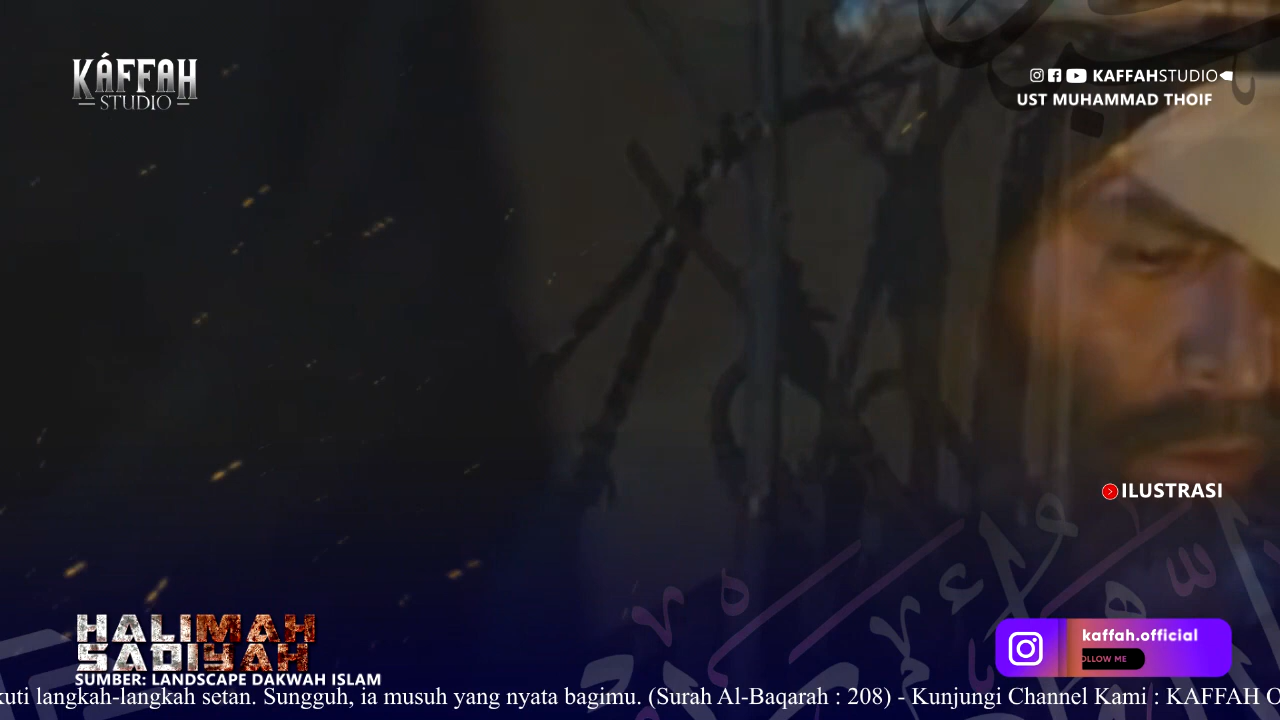 KÁFFAH
STUDIO
KAFFAHSTUDIO
UST MUHAMMAD THOIF
ILUSTRASI
HALIMAH
SADIYAH
SUMBER: LANDSCAPE DAKWAH ISLAM
kaffah.official
OLLOW ME
kuti langkah-langkah setan. Sungguh, ia musuh yang nyata bagimu. (Surah Al-Baqarah : 208) - Kunjungi Channel Kami : KAFFAH